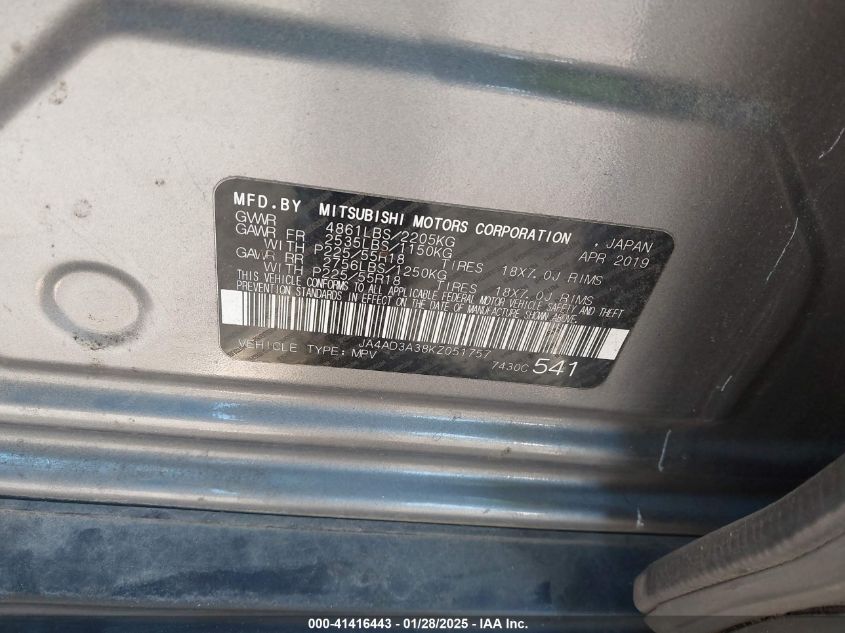 MFD. BY MITSUBISHI MOTORS CORPORATION , JAPAN
GVWR 4861LBS/2205KG APR 2019
GAWR FR 2535LBS/1150KG
WITH P225/55R18 TIRES 18X7.0J RIMS
GAWR RR 2756LBS/1250KG
WITH P225/55R18 TIRES 18X7.0J RIMS
THIS VEHICLE CONFORMS TO ALL APPLICABLE FEDERAL MOTOR VEHICLE SAFETY AND THEFT
PREVENTION STANDARDS IN EFFECT ON THE DATE OF MANUFACTURE SHOWN ABOVE.
JA4AD3A38KZ051757
VEHICLE TYPE: MPV 7430C 541
000-41416443 — 01/28/2025 — IAA Inc.